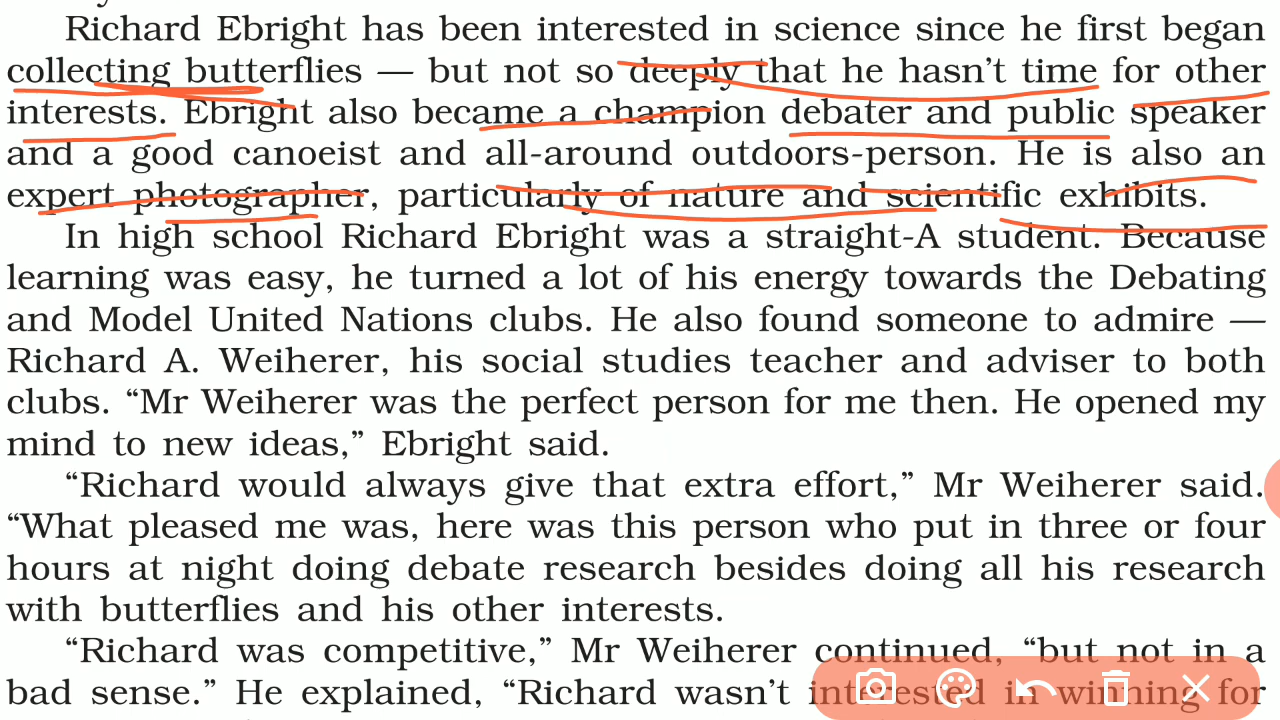 Richard Ebright has been interested in science since he first began
collecting butterflies — but not so deeply that he hasn't time for other
interests. Ebright also became a champion debater and public speaker
and a good canoeist and all-around outdoors-person. He is also an
expert photographer, particularly of nature and scientific exhibits.
In high school Richard Ebright was a straight-A student. Because
learning was easy, he turned a lot of his energy towards the Debating
and Model United Nations clubs. He also found someone to admire —
Richard A. Weiherer, his social studies teacher and adviser to both
clubs. “Mr Weiherer was the perfect person for me then. He opened my
mind to new ideas,” Ebright said.
“Richard would always give that extra effort,” Mr Weiherer said.
“What pleased me was, here was this person who put in three or four
hours at night doing debate research besides doing all his research
with butterflies and his other interests.
“Richard was competitive,” Mr Weiherer continued, “but not in a
bad sense.” He explained, “Richard wasn't interested in winning for